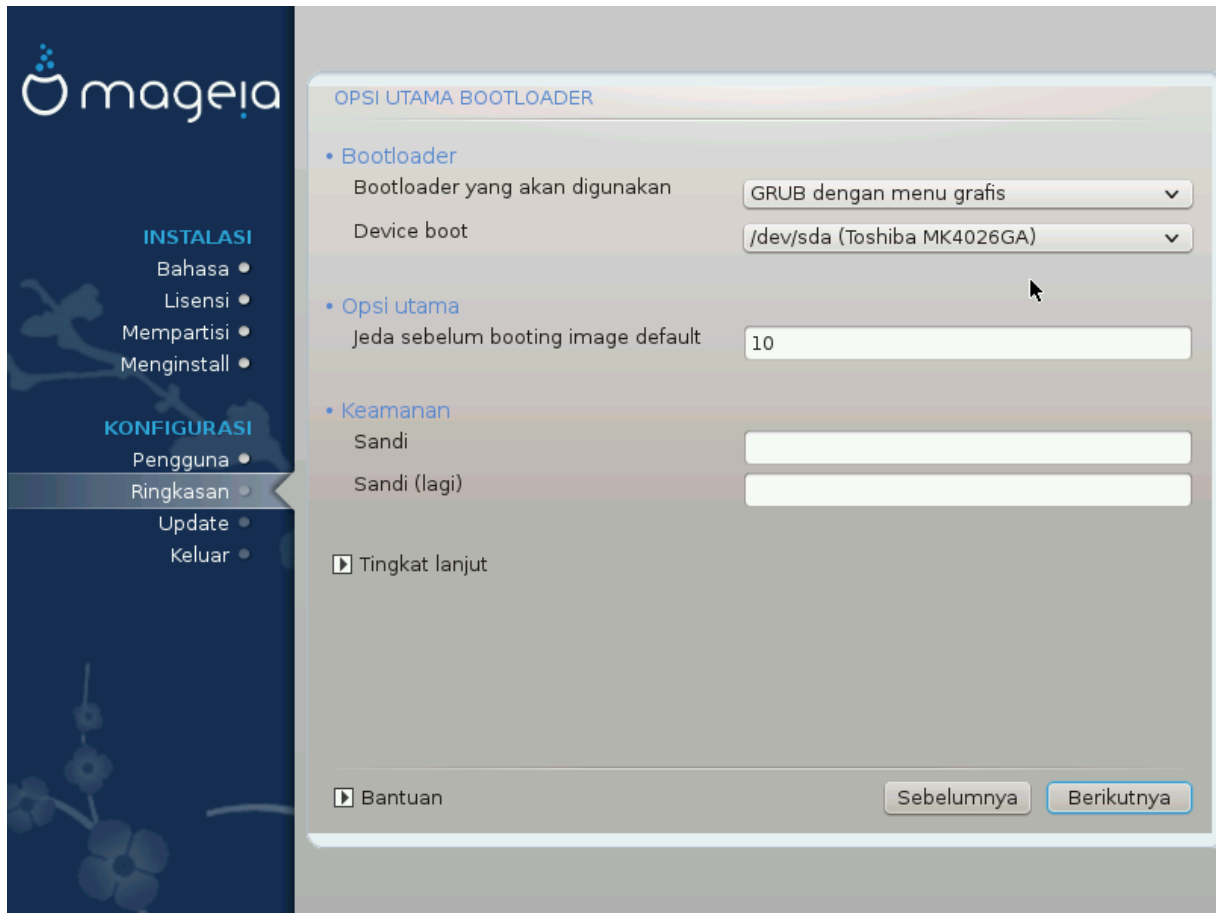 mageia
INSTALASI
Bahasa
Lisensi
Mempartisi
Menginstall
KONFIGURASI
Pengguna
Ringkasan
Update
Keluar
OPSI UTAMA BOOTLOADER
• Bootloader
Bootloader yang akan digunakan
GRUB dengan menu grafis
Device boot
/dev/sda (Toshiba MK4026GA)
• Opsi utama
Jeda sebelum booting image default
10
• Keamanan
Sandi
Sandi (lagi)
Tingkat lanjut
Bantuan
Sebelumnya
Berikutnya